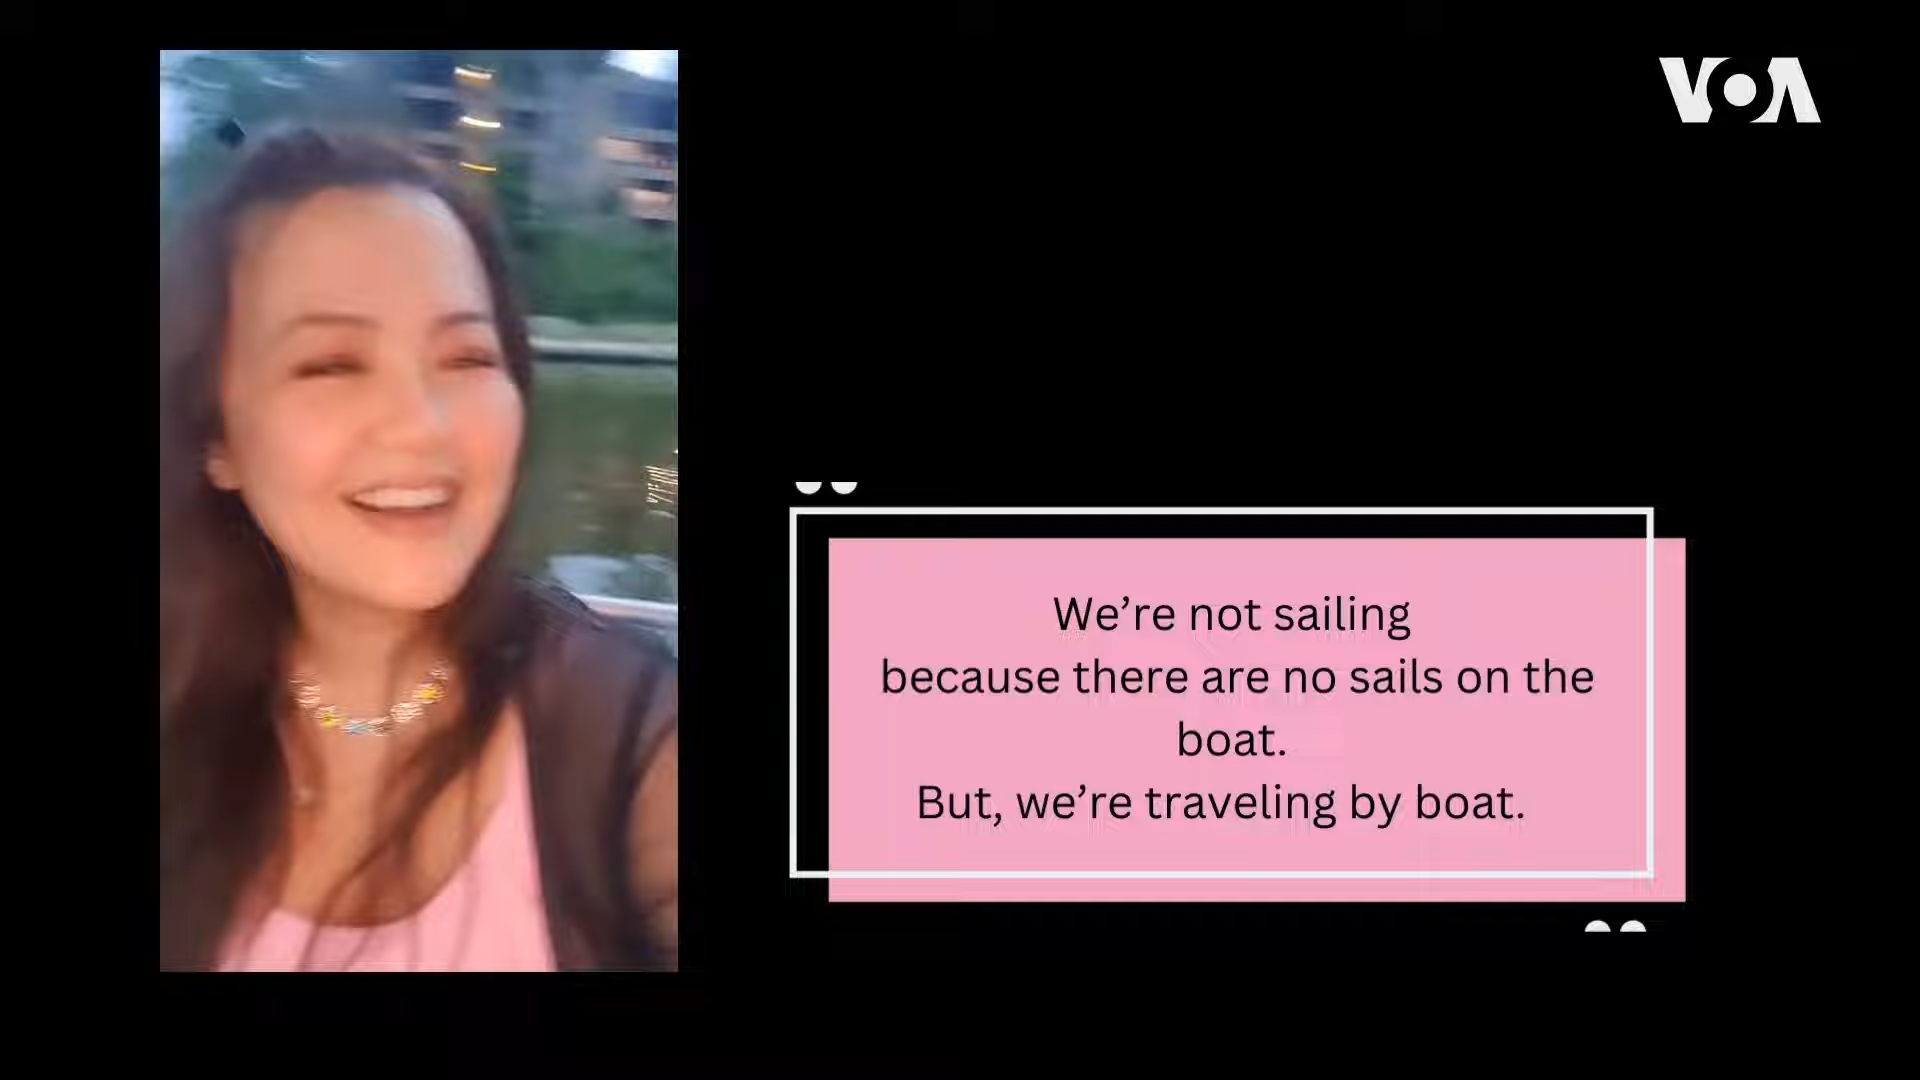 VOA
We’re not sailing
because there are no sails on the
boat.
But, we’re traveling by boat.